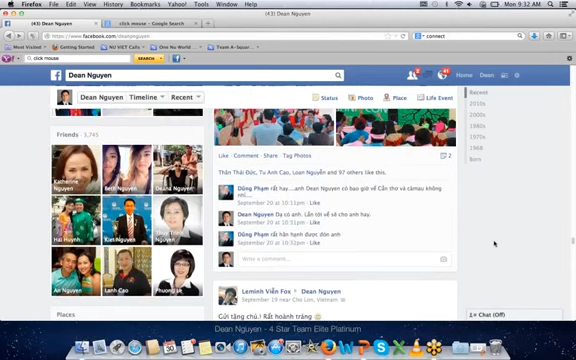 Firefox File Edit View History Bookmarks Yahoo! Tools Window Help
Mon 9:32 AM
(43) Dean Nguyen
(43) Dean Nguyen
click mouse - Google Search
https://www.facebook.com/deanjnguyen
connect
Most Visited Getting Started NU VIET Calls One Nu World Team A-Squar...
click mouse SEARCH
Dean Nguyen
Home Dean
Dean Nguyen Timeline Recent
Status Photo Place Life Event
Recent
2010s
2000s
1980s
1970s
1968
Born
Friends · 3,745
Katherine Nguyen
Beth Nguyen
Deana Nguyen
Hai Huynh
Kiet Nguyen
Thuy Trinh Nguyen
An Nguyen
Lanh Cao
Phuong Le
Places
Like · Comment · Share · Tag Photos
2
Thân Thái Đức, Tu Anh Cao, Loan Nguyen and 97 others like this.
Dũng Phạm rất hay....anh Dean Nguyen có bao giờ về Cần thơ và càmau không nhỉ....
September 20 at 10:11pm · Like
Dean Nguyen Dạ có anh. Lần tới về sẽ cho anh hay.
September 20 at 10:31pm · Like
Dũng Phạm rất hân hạnh được đón anh
September 20 at 10:32pm · Like
Write a comment...
Leminh Viễn Fox Dean Nguyen
September 19 near Cho Lon, Vietnam
Gửi tặng chú.! Rất hoành tráng
Chat (Off)
Dean Nguyen - 4 Star Team Elite Platinum